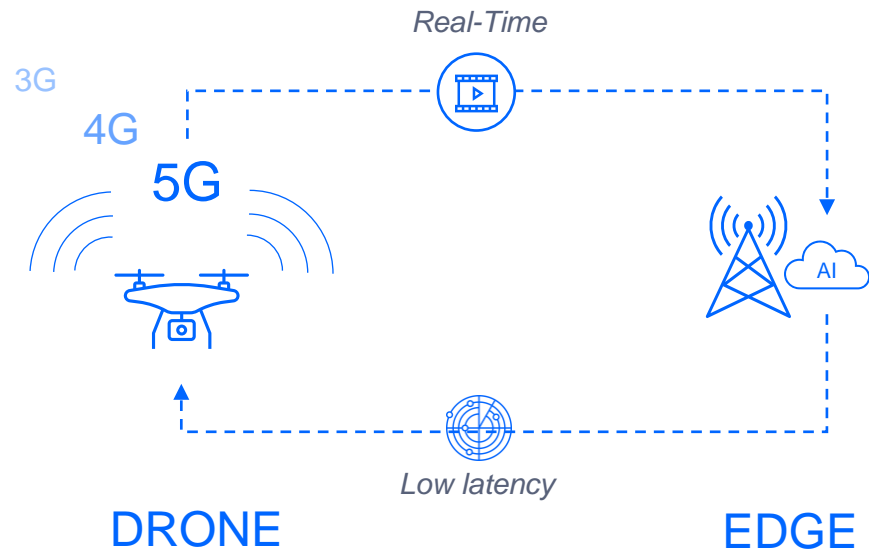 Real-Time
3G
4G
5G
AI
Low latency
DRONE
EDGE